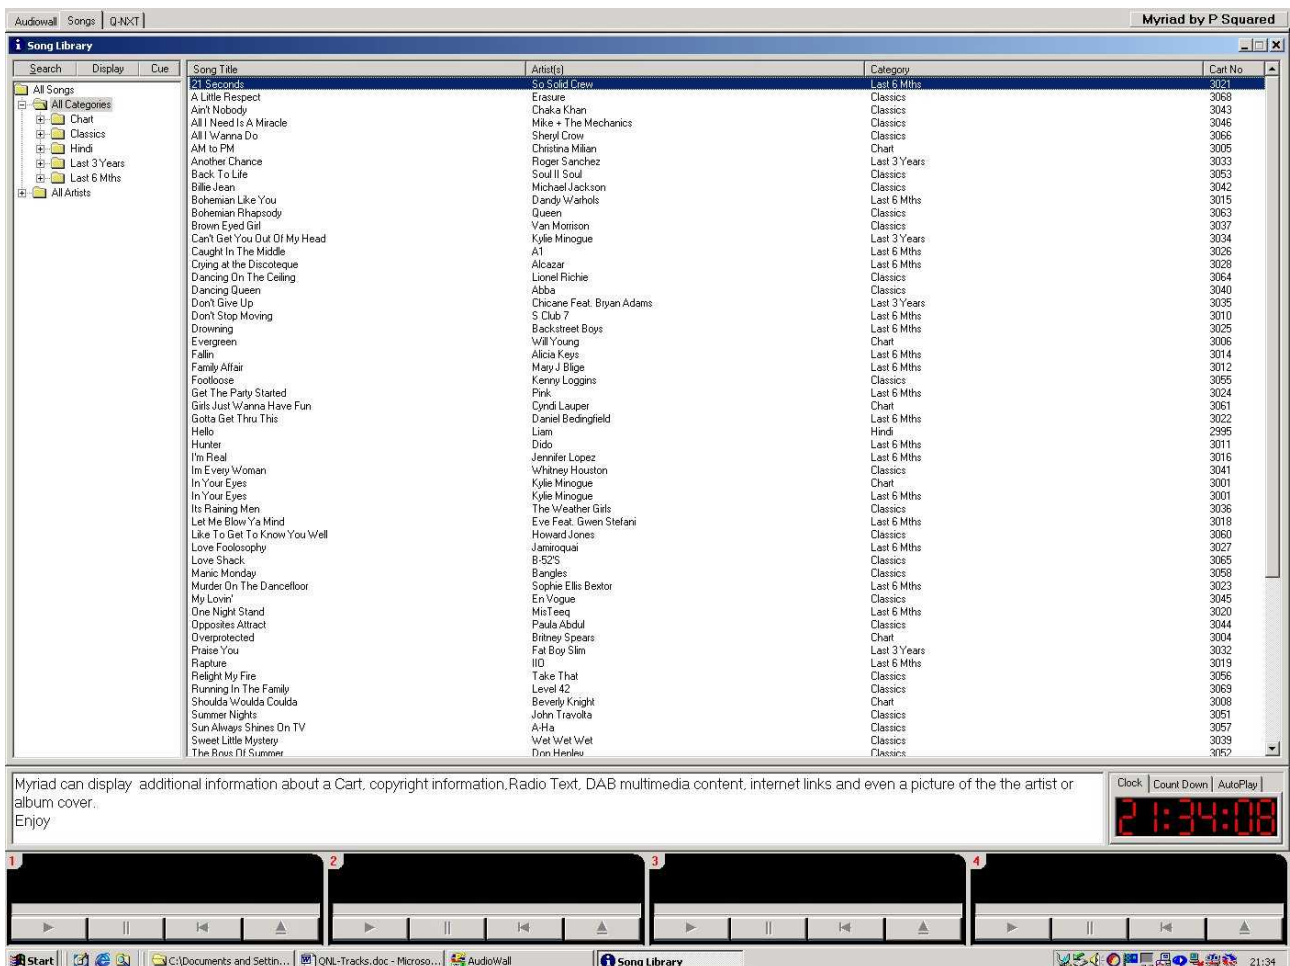 Audiowall Songs Q-NXT Myriad by P Squared
Song Library
Search Display Cue Song Title Artist(s) Category Cart No
All Songs
All Categories
Chart
Classics
Hindi
Last 3 Years
Last 6 Mths
All Artists
21 Seconds So Solid Crew Last 6 Mths 3021
A Little Respect Erasure Classics 3068
Ain't Nobody Chaka Khan Classics 3043
All I Need Is A Miracle Mike + The Mechanics Classics 3046
All I Wanna Do Sheryl Crow Classics 3066
AM to PM Christina Milian Chart 3005
Another Chance Roger Sanchez Last 3 Years 3033
Back To Life Soul II Soul Classics 3053
Billie Jean Michael Jackson Classics 3042
Bohemian Like You Dandy Warhols Last 6 Mths 3015
Bohemian Rhapsody Queen Classics 3063
Brown Eyed Girl Van Morrison Classics 3037
Can't Get You Out Of My Head Kylie Minogue Last 3 Years 3034
Caught In The Middle A1 Last 6 Mths 3026
Crying at the Discoteque Alcazar Last 6 Mths 3028
Dancing On The Ceiling Lionel Richie Classics 3064
Dancing Queen Abba Classics 3040
Don't Give Up Chicane Feat. Bryan Adams Last 3 Years 3035
Don't Stop Moving S Club 7 Last 6 Mths 3010
Drowning Backstreet Boys Last 6 Mths 3025
Evergreen Will Young Chart 3006
Fallin Alicia Keys Last 6 Mths 3014
Family Affair Mary J Blige Last 6 Mths 3012
Footloose Kenny Loggins Classics 3055
Get The Party Started Pink Last 6 Mths 3024
Girls Just Wanna Have Fun Cyndi Lauper Chart 3061
Gotta Get Thru This Daniel Bedingfield Last 6 Mths 3022
Hello Liam Hindi 2995
Hunter Dido Last 6 Mths 3011
I'm Real Jennifer Lopez Last 6 Mths 3016
Im Every Woman Whitney Houston Classics 3041
In Your Eyes Kylie Minogue Chart 3001
In Your Eyes Kylie Minogue Last 6 Mths 3001
Its Raining Men The Weather Girls Classics 3036
Let Me Blow Ya Mind Eve Feat. Gwen Stefani Last 6 Mths 3018
Like To Get To Know You Well Howard Jones Classics 3060
Love Foolosophy Jamiroquai Last 6 Mths 3027
Love Shack B-52'S Classics 3065
Manic Monday Bangles Classics 3058
Murder On The Dancefloor Sophie Ellis Bextor Last 6 Mths 3023
My Lovin' En Vogue Classics 3045
One Night Stand MisTeeq Last 6 Mths 3020
Opposites Attract Paula Abdul Classics 3044
Overprotected Britney Spears Chart 3004
Praise You Fat Boy Slim Last 3 Years 3032
Rapture IIO Last 6 Mths 3019
Relight My Fire Take That Classics 3056
Running In The Family Level 42 Classics 3069
Shoulda Woulda Coulda Beverly Knight Chart 3008
Summer Nights John Travolta Classics 3051
Sun Always Shines On TV A-Ha Classics 3057
Sweet Little Mystery Wet Wet Wet Classics 3039
The Boys Of Summer Don Henley Classics 3052
Myriad can display additional information about a Cart, copyright information,Radio Text, DAB multimedia content, internet links and even a picture of the the artist or
album cover.
Enjoy
Clock Count Down AutoPlay
21:34:08
1 2 3 4
Start C:\Documents and Settin... QNL-Tracks.doc - Microso... AudioWall Song Library 21:34